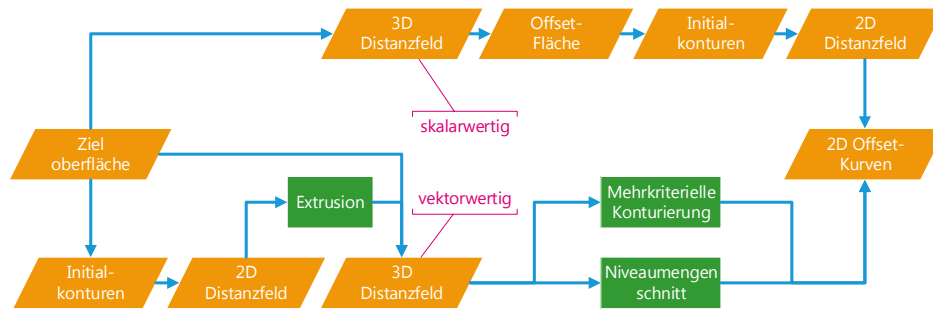 3D
Distanzfeld
Offset-
Fläche
Initial-
konturen
2D
Distanzfeld
skalarwertig
Ziel
oberfläche
2D Offset-
Kurven
Extrusion
vektorwertig
Mehrkriterielle
Konturierung
Initial-
konturen
2D
Distanzfeld
3D
Distanzfeld
Niveaumengen
schnitt